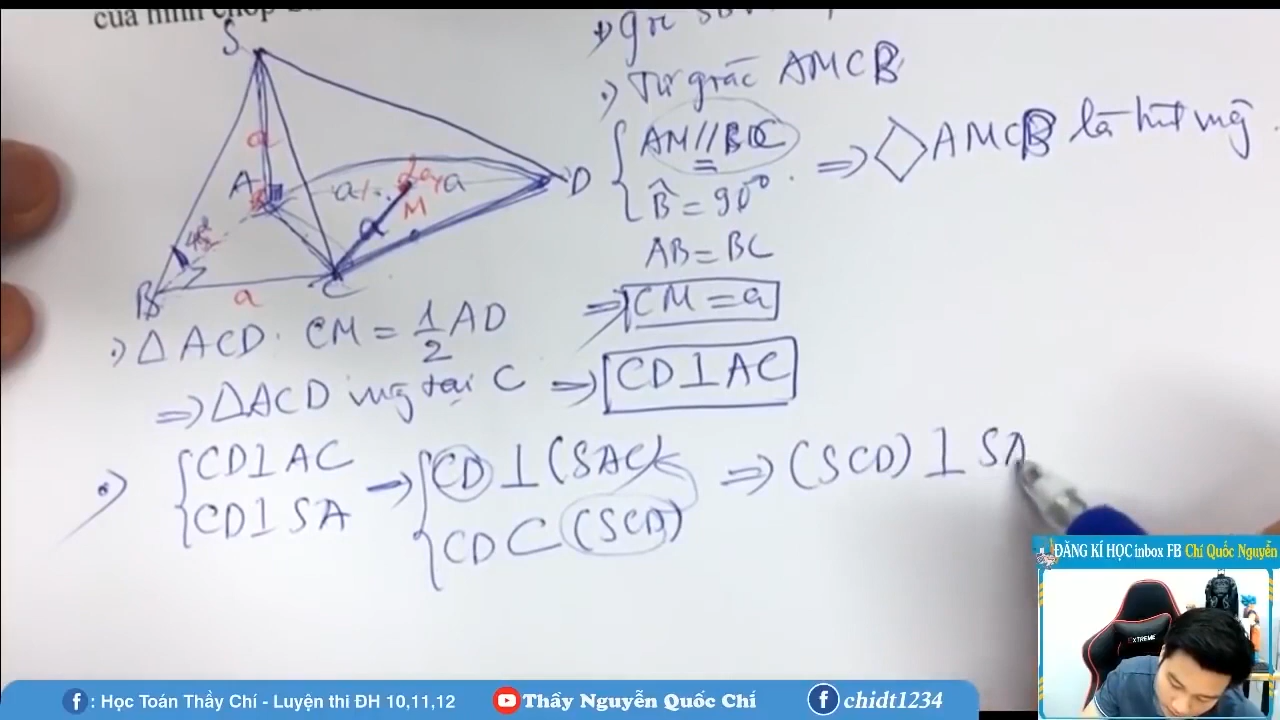 của hình chóp
·) Tứ giác AMCB
AM//BC
B̂ = 90°
⇒ ◇AMCB là
AB = BC
⇒ CM = a
S
a
A
a
2a
a
D
M
a
45°
B
a
C
·) △ACD. CM = 1/2 AD
⇒ △ACD vuông tại C ⇒ CD⊥AC
·) { CD⊥AC
CD⊥SA
→ { CD⊥(SAC)
CD⊂(SCD)
⇒ (SCD)⊥SA
ĐĂNG KÍ HỌC inbox FB Chí Quốc Nguyễn
EXTREME
f : Học Toán Thầy Chí - Luyện thi ĐH 10,11,12
Thầy Nguyễn Quốc Chí
f chidt1234